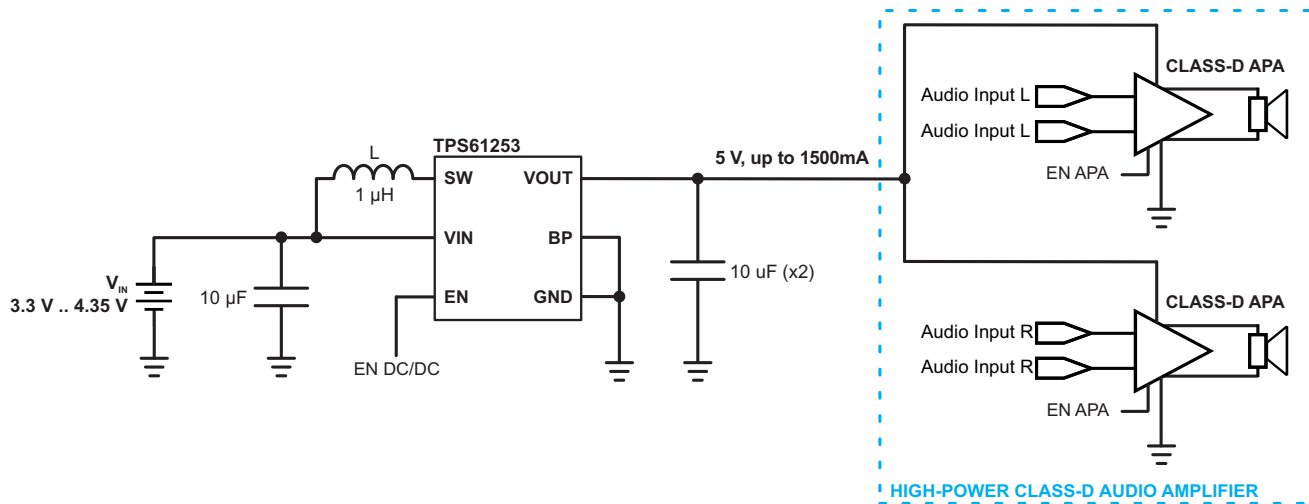 CLASS-D APA
Audio Input L
Audio Input L
EN APA
TPS61253
L
1 µH
SW
VOUT
5 V, up to 1500mA
VIN
BP
EN
GND
V_IN
3.3 V .. 4.35 V
10 µF
10 uF (x2)
EN DC/DC
CLASS-D APA
Audio Input R
Audio Input R
EN APA
HIGH-POWER CLASS-D AUDIO AMPLIFIER